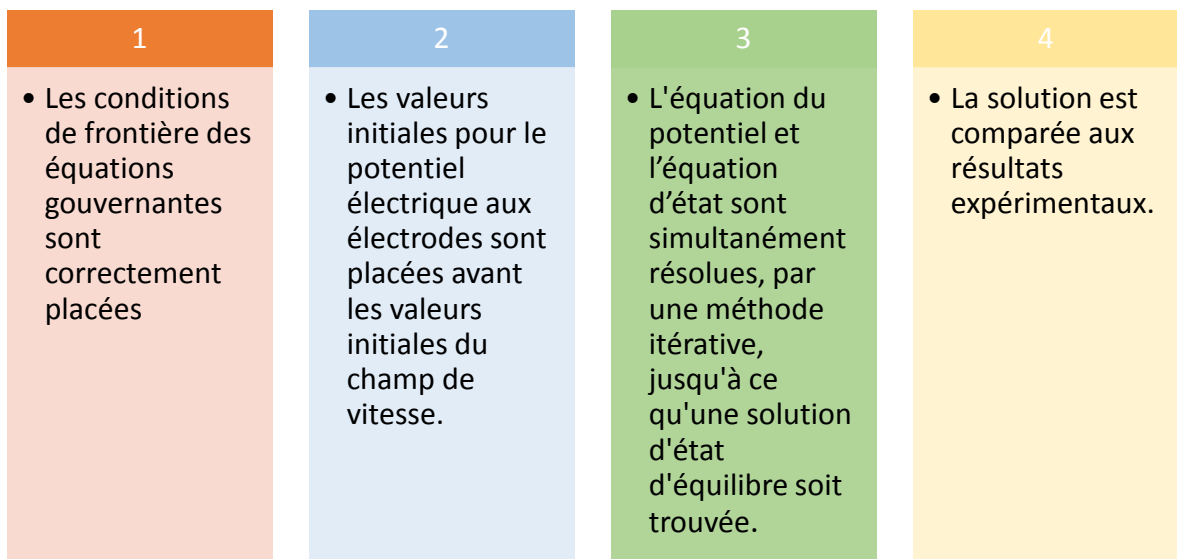 1
• Les conditions
de frontière des
équations
gouvernantes
sont
correctement
placées
2
• Les valeurs
initiales pour le
potentiel
électrique aux
électrodes sont
placées avant
les valeurs
initiales du
champ de
vitesse.
3
• L'équation du
potentiel et
l’équation
d’état sont
simultanément
résolues, par
une méthode
itérative,
jusqu'à ce
qu'une solution
d'état
d'équilibre soit
trouvée.
4
• La solution est
comparée aux
résultats
expérimentaux.